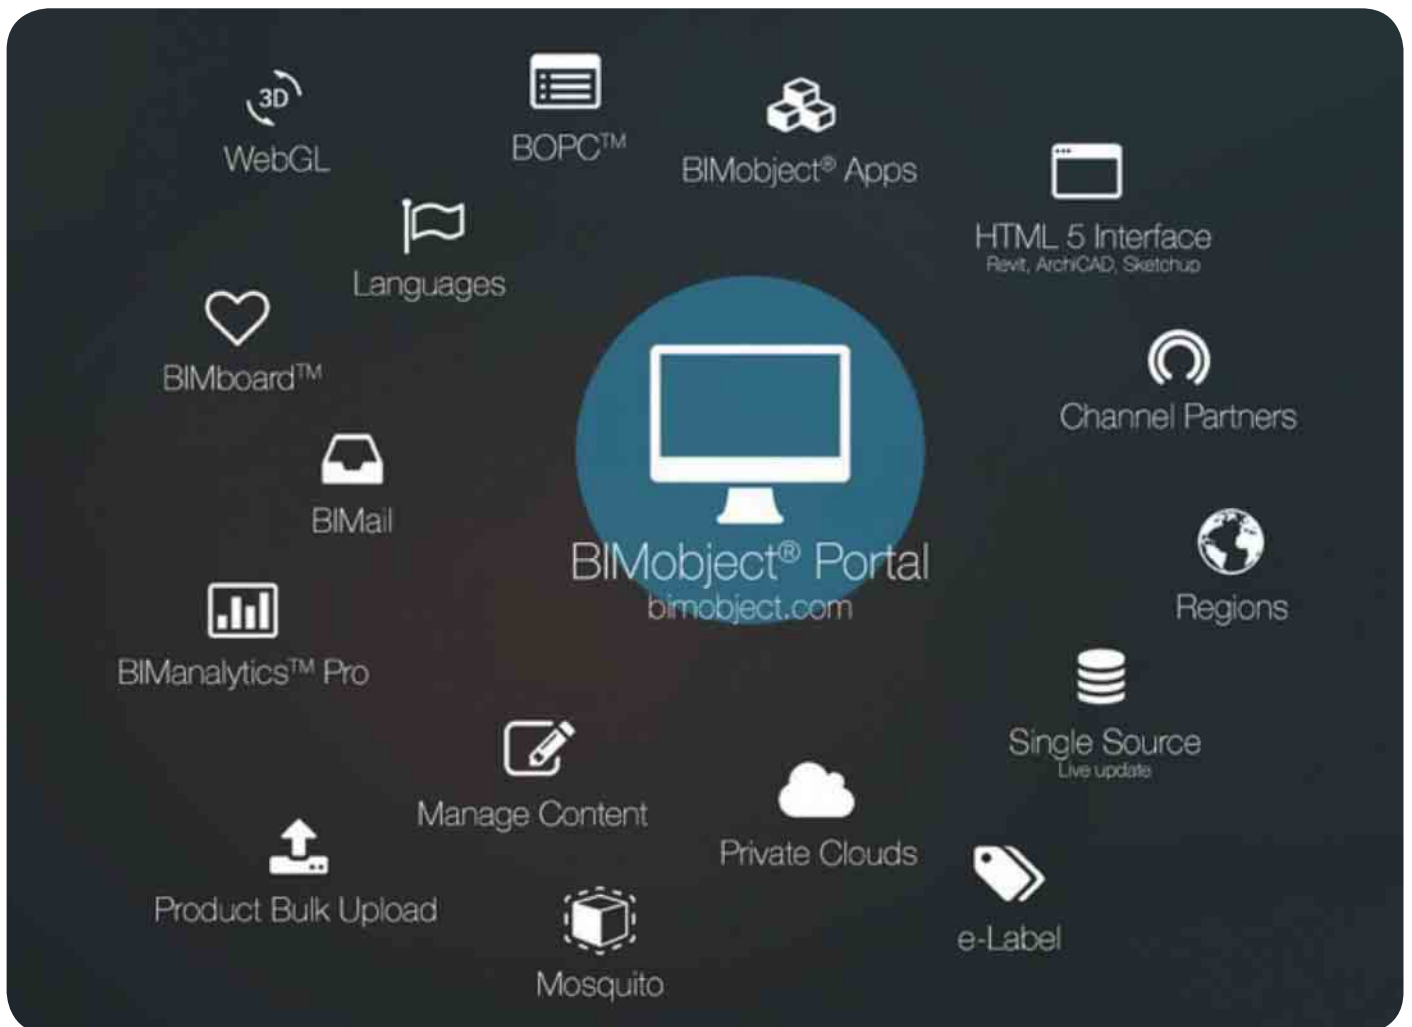 3D
WebGL
BOPC™
BIMobject® Apps
HTML 5 Interface
Revit, ArchiCAD, Sketchup
Languages
BIMboard™
Channel Partners
BIMail
BIMobject® Portal
bimobject.com
Regions
BIManalytics™ Pro
Single Source
Live update
Manage Content
Private Clouds
Product Bulk Upload
e-Label
Mosquito